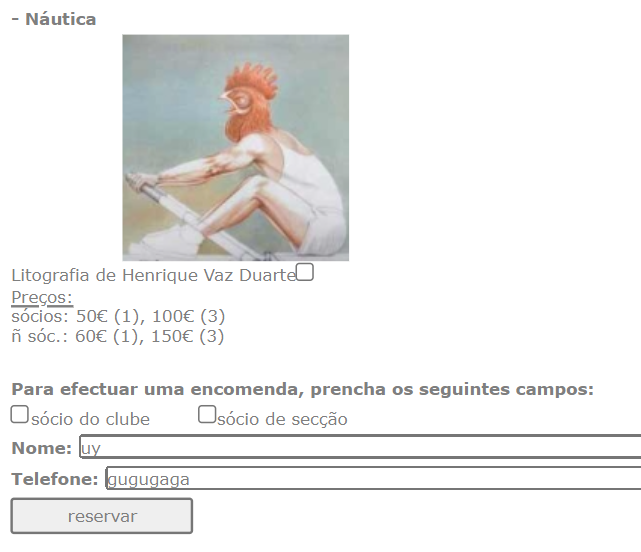 - Náutica
Litografia de Henrique Vaz Duarte
Preços:
sócios: 50€ (1), 100€ (3)
ñ sóc.: 60€ (1), 150€ (3)
Para efectuar uma encomenda, prencha os seguintes campos:
sócio do clube sócio de secção
Nome: uy
Telefone: gugugaga
reservar